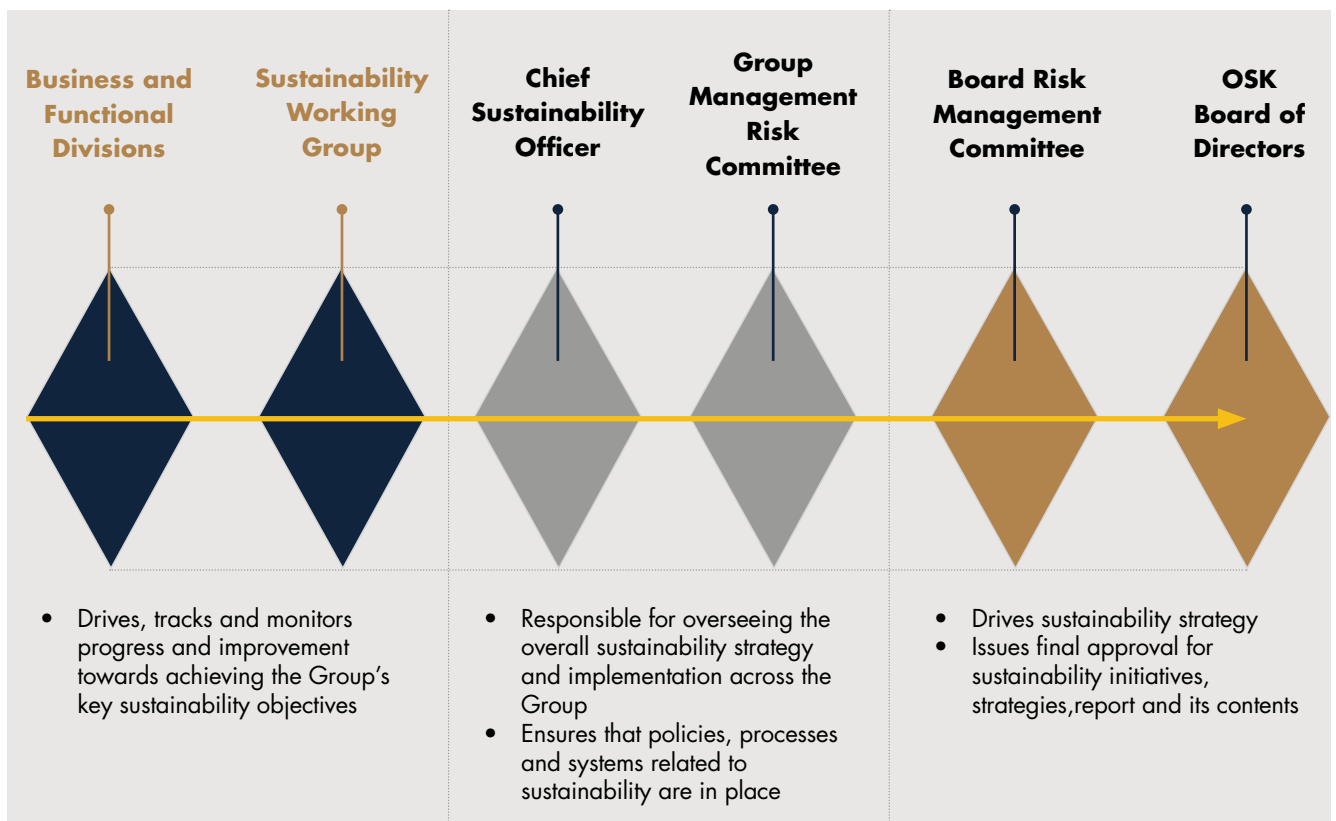 Business and
Functional
Divisions
Sustainability
Working
Group
Chief
Sustainability
Officer
Group
Management
Risk
Committee
Board Risk
Management
Committee
OSK
Board of
Directors
• Drives, tracks and monitors
progress and improvement
towards achieving the Group's
key sustainability objectives
• Responsible for overseeing the
overall sustainability strategy
and implementation across the
Group
• Ensures that policies, processes
and systems related to
sustainability are in place
• Drives sustainability strategy
• Issues final approval for
sustainability initiatives,
strategies,report and its contents